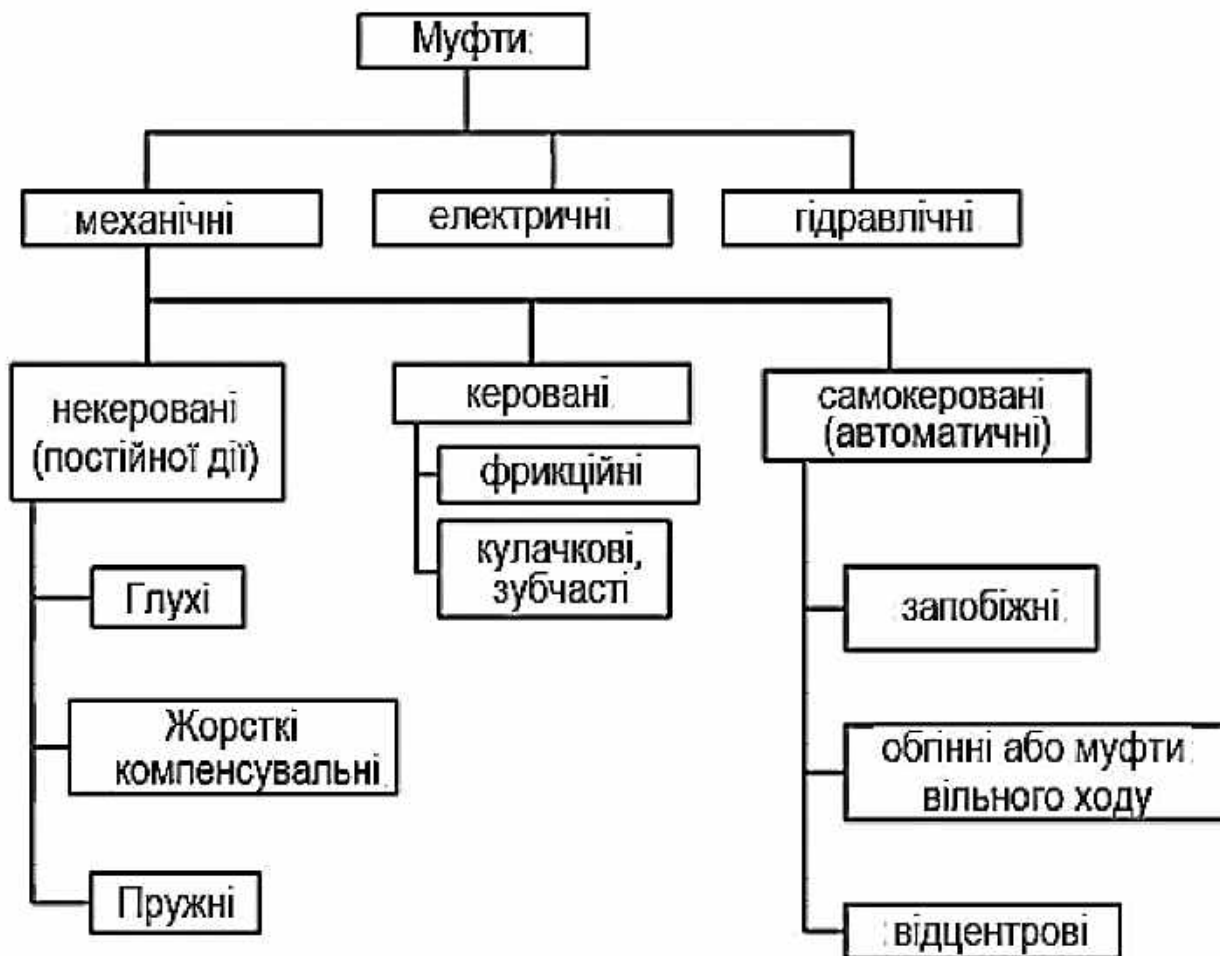 Муфти
механічні
електричні
гідравлічні
некеровані
(постійної дії)
керовані
самокеровані
(автоматичні)
фрикційні
кулачкові,
зубчасті
Глухі
запобіжні
Жорсткі
компенсувальні
обгінні або муфти
вільного ходу
Пружні
відцентрові